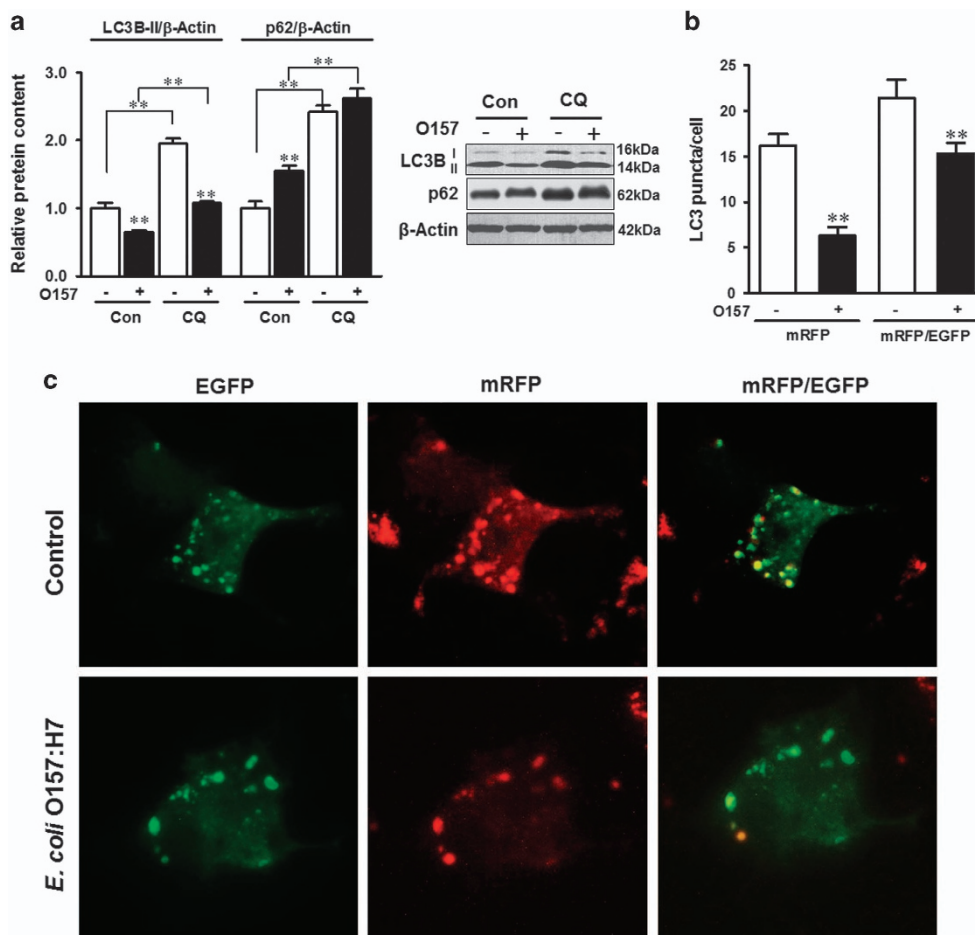 a
LC3B-II/β-Actin p62/β-Actin
Relative pretein content
3.0
2.0
1.0
0.0
** ** ** ** ** ** **
O157 - + - + - + - +
Con CQ Con CQ
Con CQ
O157 - + - +
LC3B I II 16kDa 14kDa
p62 62kDa
β-Actin 42kDa
b
LC3 puncta/cell
25
20
15
10
5
0
** **
O157 - + - +
mRFP mRFP/EGFP
c
EGFP mRFP mRFP/EGFP
Control
E. coli O157:H7